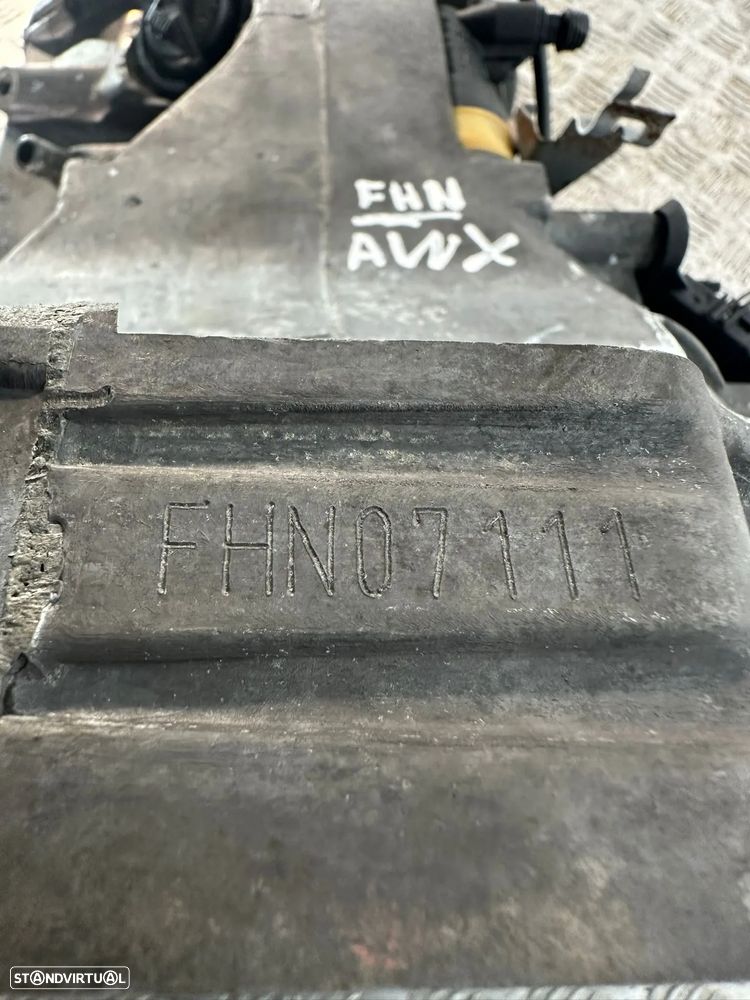 FHN
AWX
FHN07111
STANDVIRTUAL